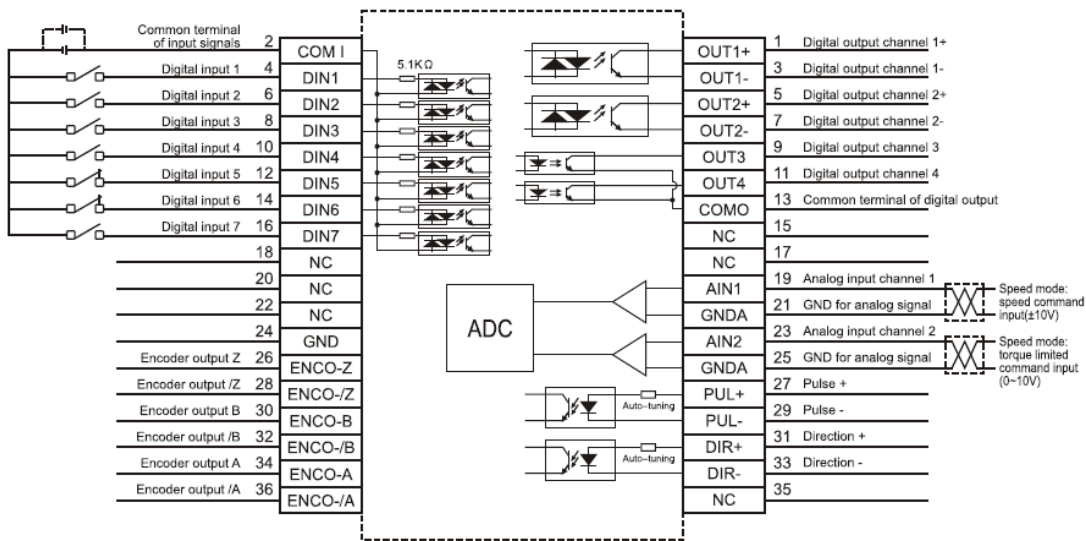 Common terminal
of input signals
2
COM I
Digital input 1
4
DIN1
Digital input 2
6
DIN2
Digital input 3
8
DIN3
Digital input 4
10
DIN4
Digital input 5
12
DIN5
Digital input 6
14
DIN6
Digital input 7
16
DIN7
18
NC
20
NC
22
NC
24
GND
Encoder output Z
26
ENCO-Z
Encoder output /Z
28
ENCO-/Z
Encoder output B
30
ENCO-B
Encoder output /B
32
ENCO-/B
Encoder output A
34
ENCO-A
Encoder output /A
36
ENCO-/A
5.1KΩ
ADC
Auto-tuning
Auto-tuning
OUT1+
1
Digital output channel 1+
OUT1-
3
Digital output channel 1-
OUT2+
5
Digital output channel 2+
OUT2-
7
Digital output channel 2-
OUT3
9
Digital output channel 3
OUT4
11
Digital output channel 4
COMO
13
Common terminal of digital output
NC
15
NC
17
AIN1
19
Analog input channel 1
GNDA
21
GND for analog signal
AIN2
23
Analog input channel 2
GNDA
25
GND for analog signal
PUL+
27
Pulse +
PUL-
29
Pulse -
DIR+
31
Direction +
DIR-
33
Direction -
NC
35
Speed mode:
speed command
input(±10V)
Speed mode:
torque limited
command input
(0~10V)